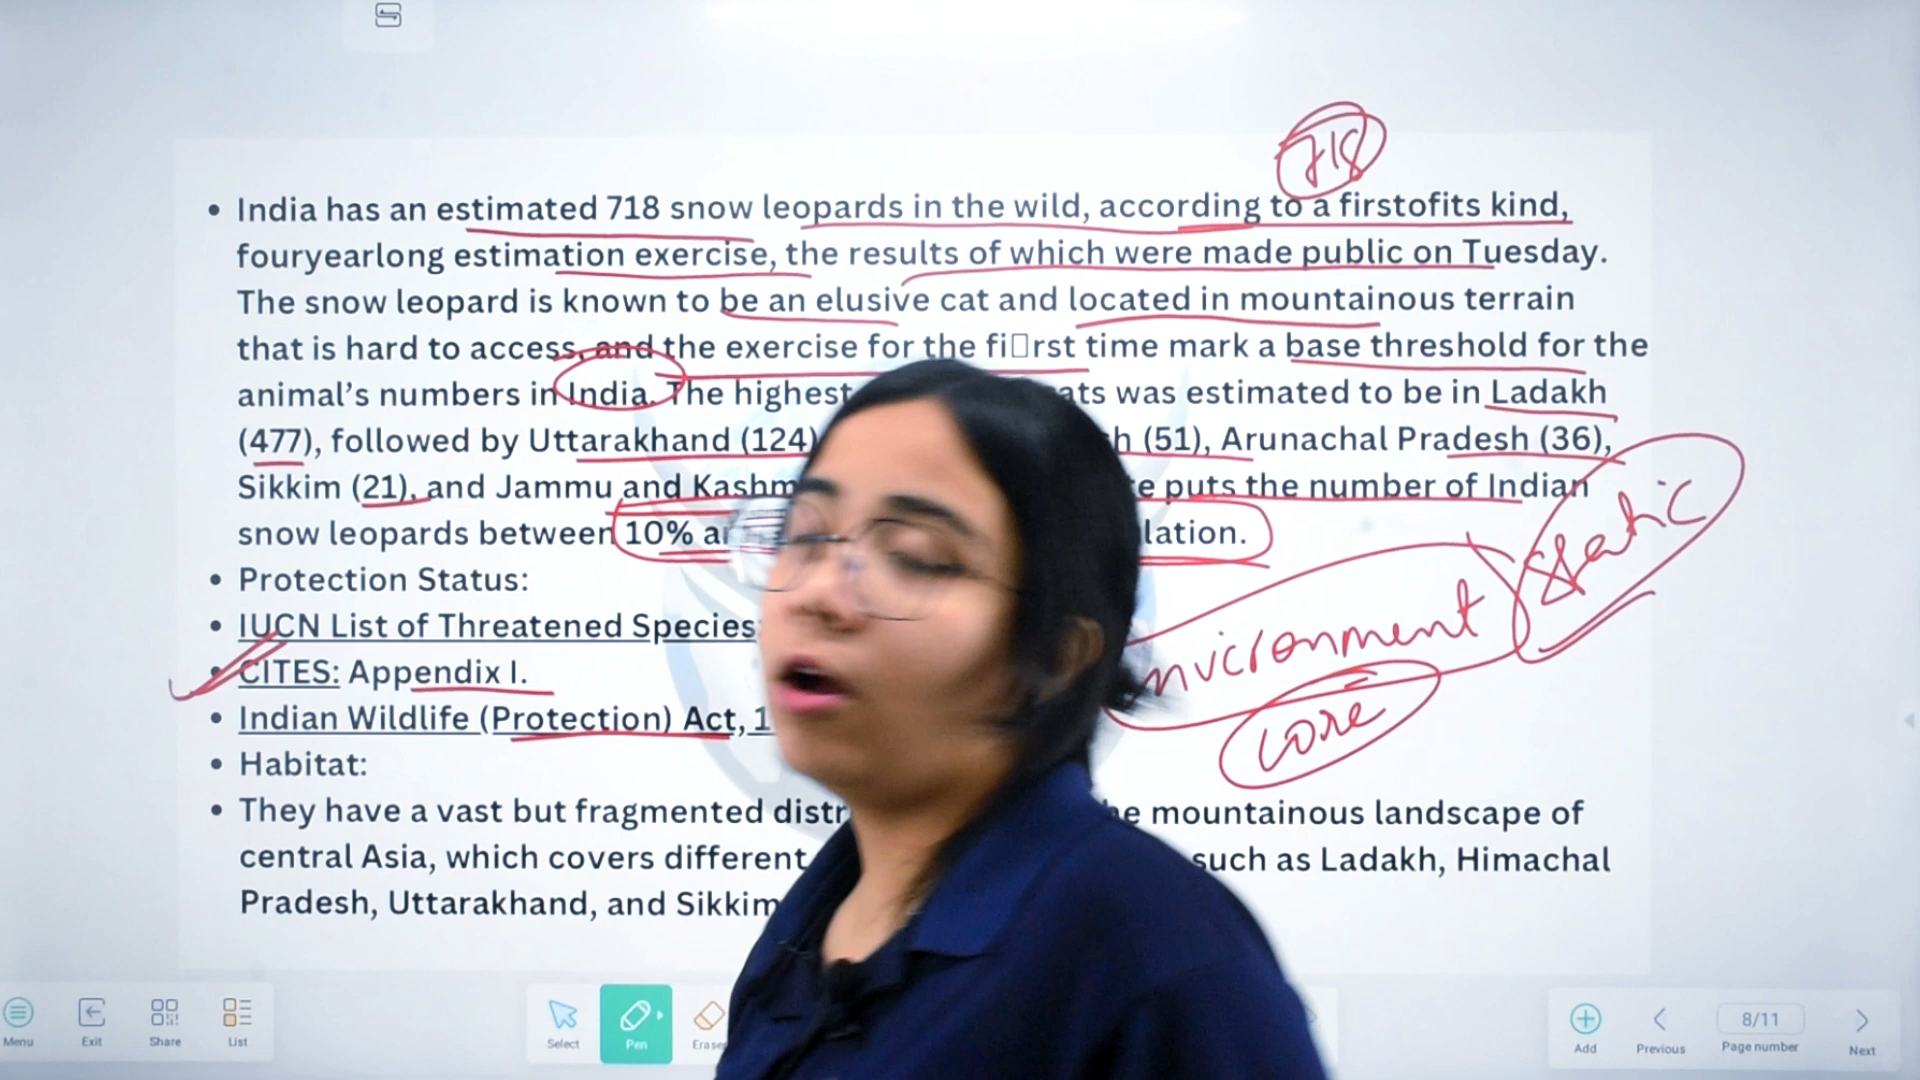 718
• India has an estimated 718 snow leopards in the wild, according to a firstofits kind,
fouryearlong estimation exercise, the results of which were made public on Tuesday.
The snow leopard is known to be an elusive cat and located in mountainous terrain
that is hard to access, and the exercise for the fi▯rst time mark a base threshold for the
animal's numbers in India. The highest ats was estimated to be in Ladakh
(477), followed by Uttarakhand (124) h (51), Arunachal Pradesh (36),
Sikkim (21), and Jammu and Kashm e puts the number of Indian
snow leopards between 10% a lation.
static
• Protection Status:
• IUCN List of Threatened Species
nvironment
• CITES: Appendix I.
• Indian Wildlife (Protection) Act, 1
core
• Habitat:
• They have a vast but fragmented distr he mountainous landscape of
central Asia, which covers different such as Ladakh, Himachal
Pradesh, Uttarakhand, and Sikkim
Menu Exit Share List Select Pen Erase Add Previous 8/11 Page number Next